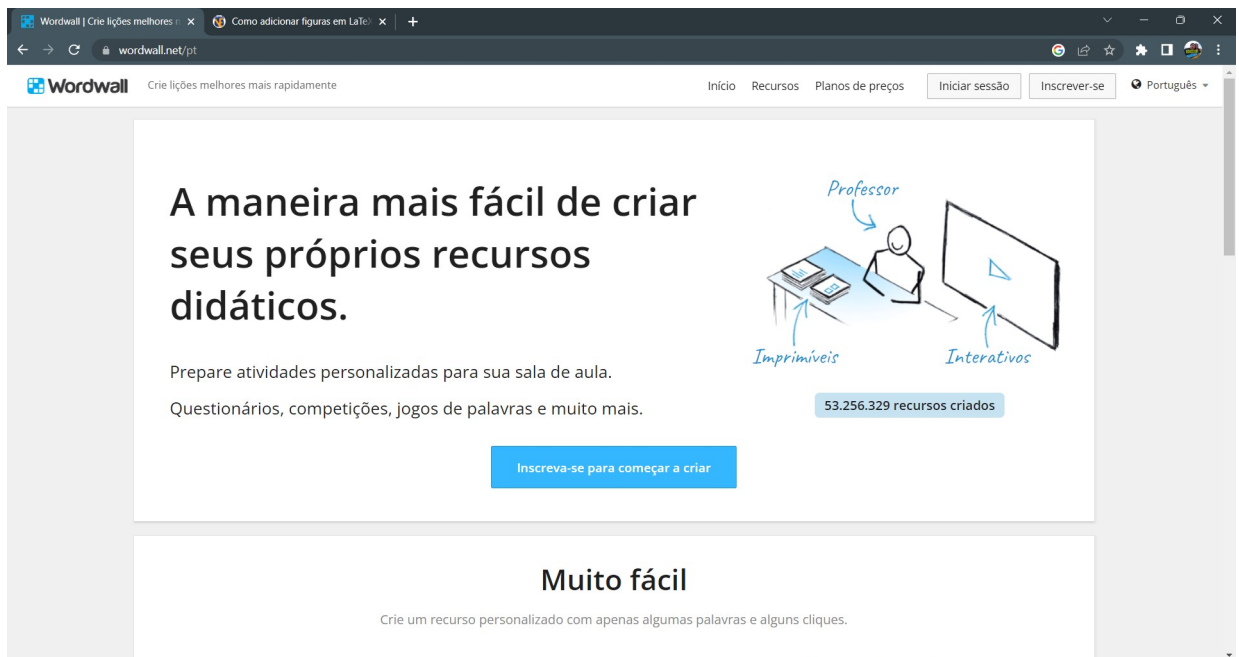 Wordwall | Crie lições melhores n
Como adicionar figuras em LaTeX
wordwall.net/pt
Wordwall
Crie lições melhores mais rapidamente
Início
Recursos
Planos de preços
Iniciar sessão
Inscrever-se
Português
A maneira mais fácil de criar
seus próprios recursos
didáticos.
Prepare atividades personalizadas para sua sala de aula.
Questionários, competições, jogos de palavras e muito mais.
Professor
Imprimíveis
Interativos
53.256.329 recursos criados
Inscreva-se para começar a criar
Muito fácil
Crie um recurso personalizado com apenas algumas palavras e alguns cliques.